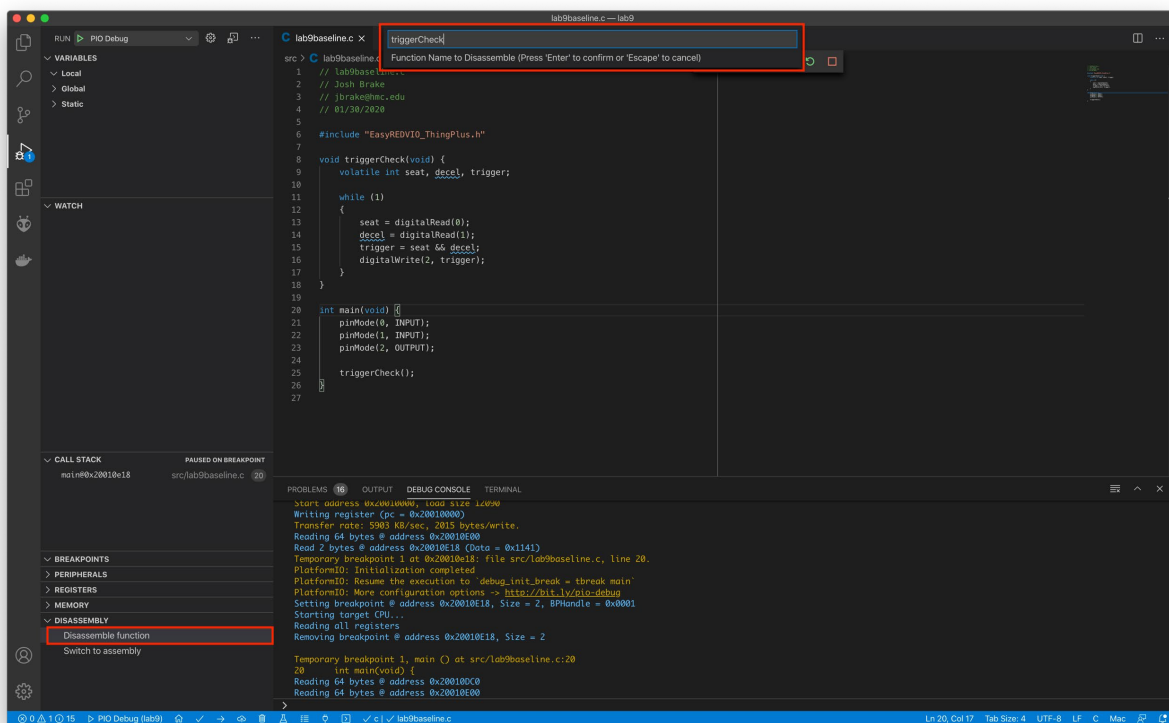 lab9baseline.c — lab9
RUN PIO Debug
VARIABLES
Local
Global
Static
WATCH
CALL STACK PAUSED ON BREAKPOINT
main@0x20010e18 src/lab9baseline.c 20
BREAKPOINTS
PERIPHERALS
REGISTERS
MEMORY
DISASSEMBLY
Disassemble function
Switch to assembly
lab9baseline.c
triggerCheck
Function Name to Disassemble (Press 'Enter' to confirm or 'Escape' to cancel)
src > C lab9baseline.c
1 // lab9baseline.c
2 // Josh Brake
3 // jbrake@hmc.edu
4 // 01/30/2020
5
6 #include "EasyREDVIO_ThingPlus.h"
7
8 void triggerCheck(void) {
9 volatile int seat, decel, trigger;
10
11 while (1)
12 {
13 seat = digitalRead(0);
14 decel = digitalRead(1);
15 trigger = seat && decel;
16 digitalWrite(2, trigger);
17 }
18 }
19
20 int main(void) {
21 pinMode(0, INPUT);
22 pinMode(1, INPUT);
23 pinMode(2, OUTPUT);
24
25 triggerCheck();
26 }
27
PROBLEMS 16 OUTPUT DEBUG CONSOLE TERMINAL
Start address 0x20010000, load size 12090
Writing register (pc = 0x20010000)
Transfer rate: 5903 KB/sec, 2015 bytes/write.
Reading 64 bytes @ address 0x20010E00
Read 2 bytes @ address 0x20010E18 (Data = 0x1141)
Temporary breakpoint 1 at 0x20010e18: file src/lab9baseline.c, line 20.
PlatformIO: Initialization completed
PlatformIO: Resume the execution to `debug_init_break = tbreak main`
PlatformIO: More configuration options -> http://bit.ly/pio-debug
Setting breakpoint @ address 0x20010E18, Size = 2, BPHandle = 0x0001
Starting target CPU...
Reading all registers
Removing breakpoint @ address 0x20010E18, Size = 2
Temporary breakpoint 1, main () at src/lab9baseline.c:20
20 int main(void) {
Reading 64 bytes @ address 0x20010DC0
Reading 64 bytes @ address 0x20010E00
>
0 1 15 PIO Debug (lab9) c | lab9baseline.c Ln 20, Col 17 Tab Size: 4 UTF-8 LF C Mac